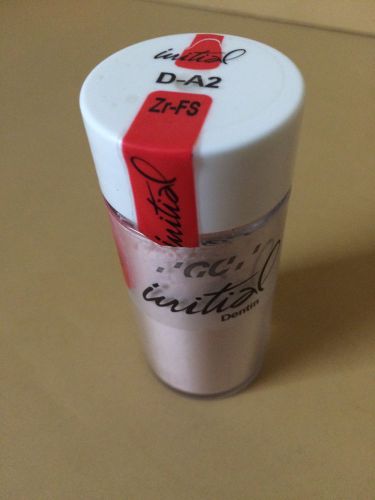 initial
D-A2
Zr-FS
initial
GC
initial
Dentin